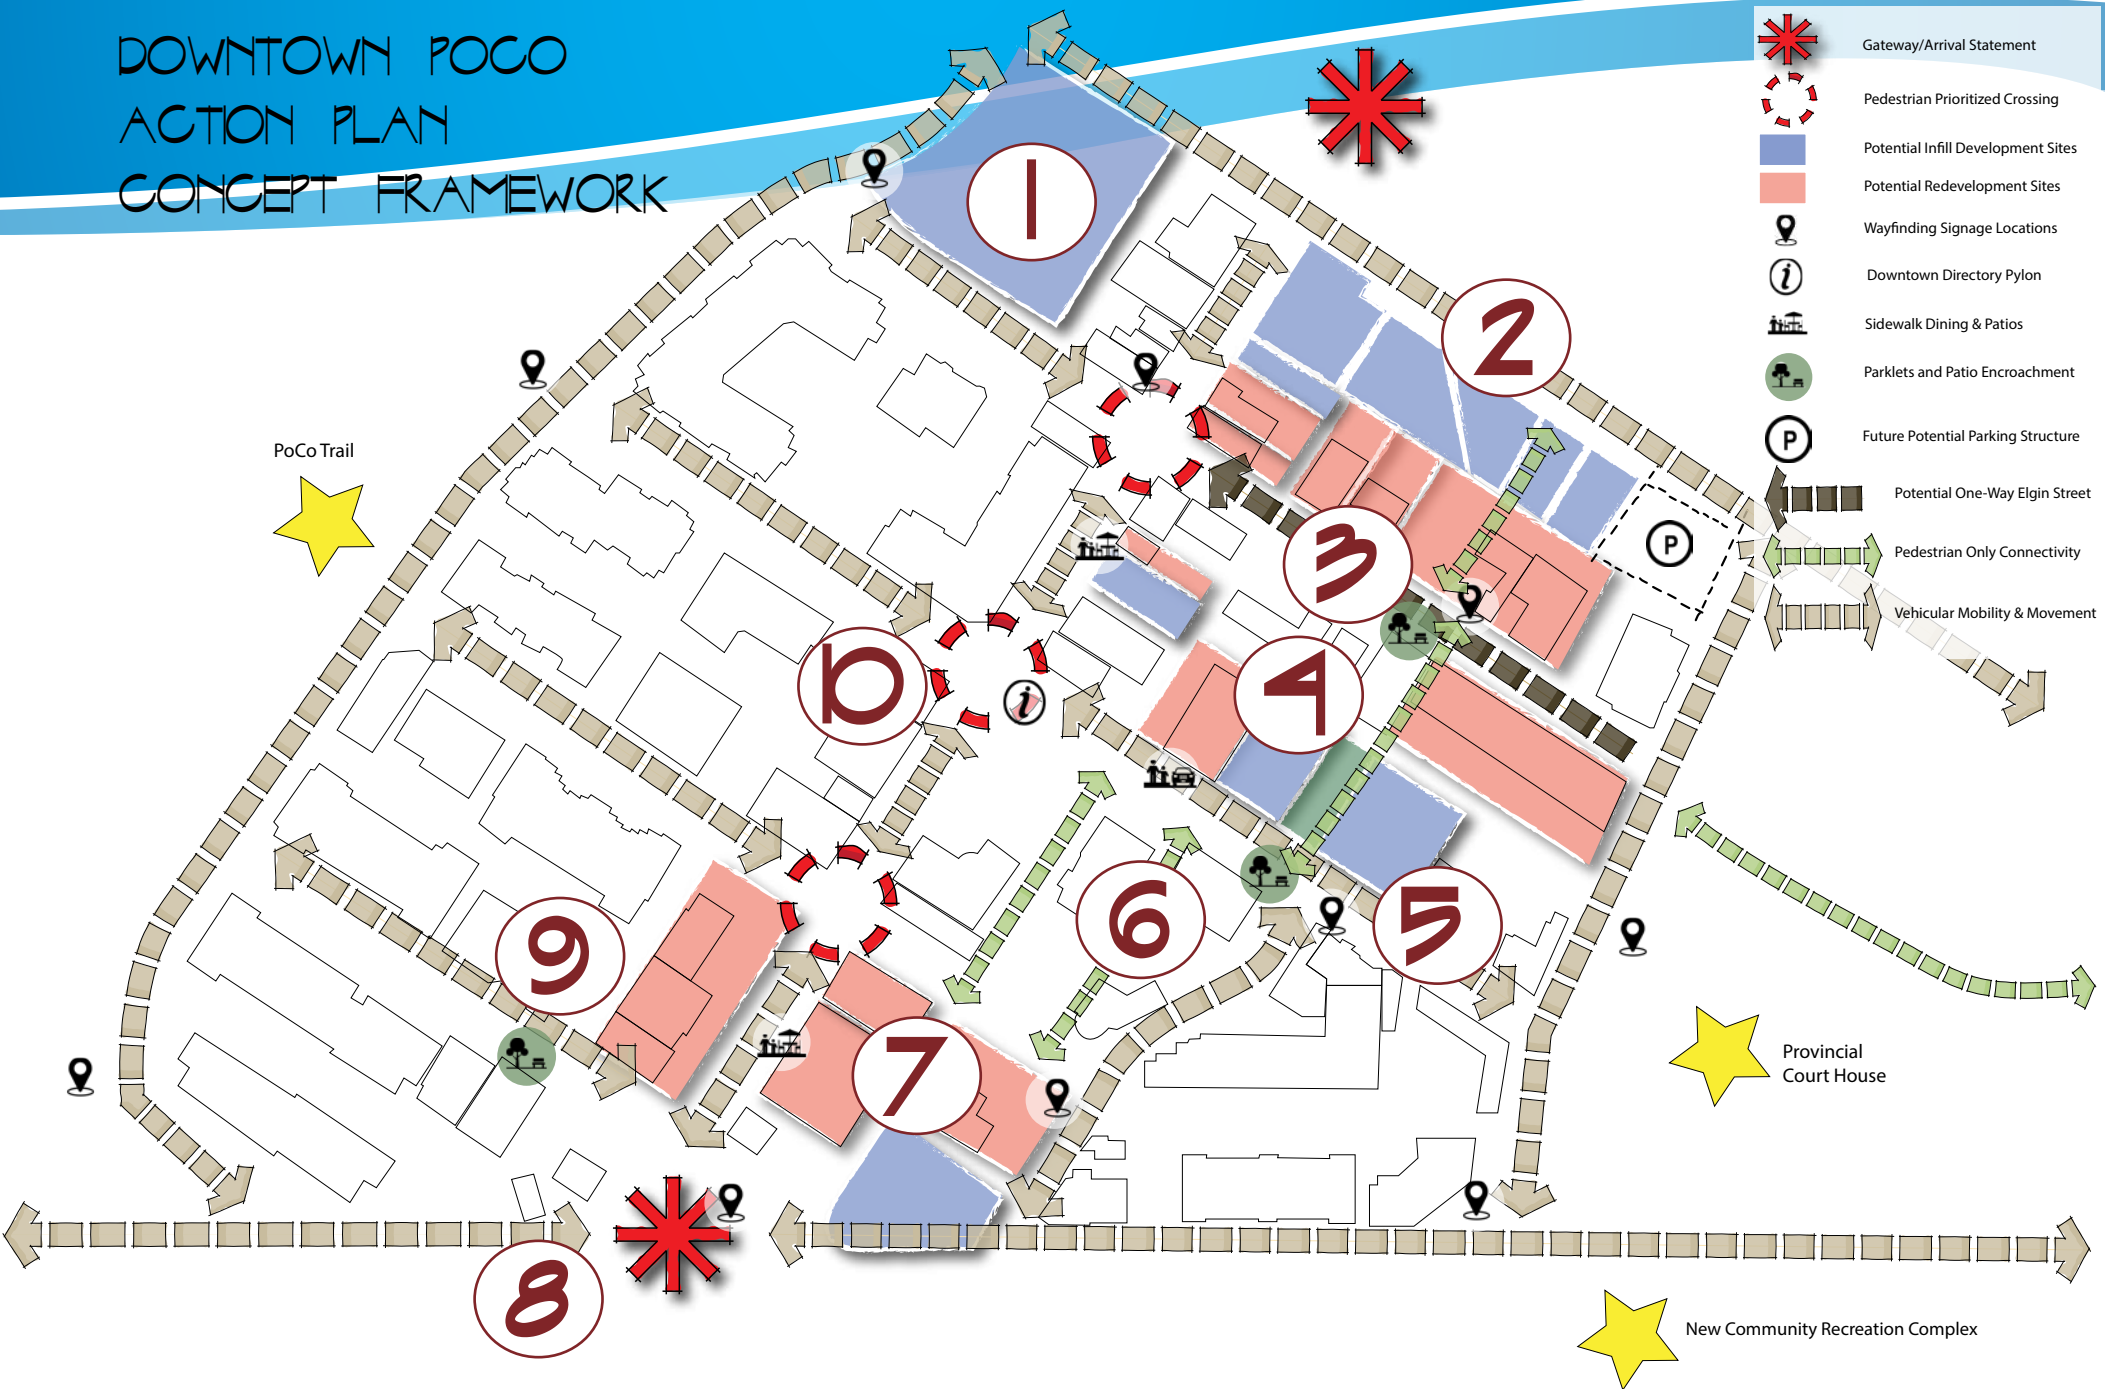 DOWNTOWN POCO
ACTION PLAN
CONCEPT FRAMEWORK
Gateway/Arrival Statement
Pedestrian Prioritized Crossing
Potential Infill Development Sites
Potential Redevelopment Sites
Wayfinding Signage Locations
i
Downtown Directory Pylon
Sidewalk Dining & Patios
Parklets and Patio Encroachment
P
Future Potential Parking Structure
Potential One-Way Elgin Street
Pedestrian Only Connectivity
Vehicular Mobility & Movement
1
2
PoCo Trail
3
P
10
i
4
6
5
9
7
Provincial
Court House
8
New Community Recreation Complex